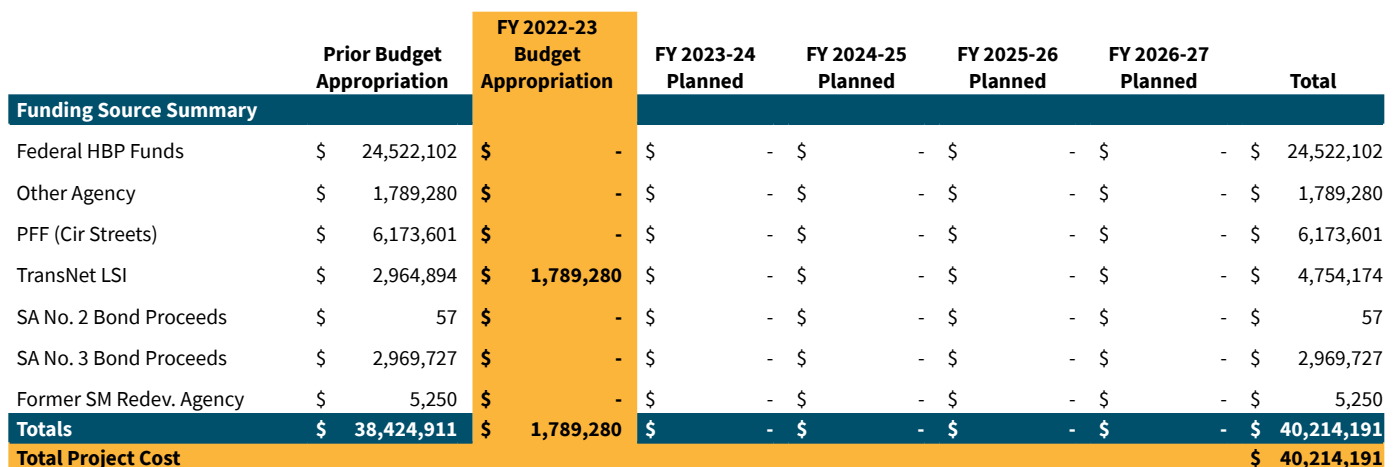 FY 2022-23
Prior Budget Budget FY 2023-24 FY 2024-25 FY 2025-26 FY 2026-27
Appropriation Appropriation Planned Planned Planned Planned Total
Funding Source Summary
Federal HBP Funds $ 24,522,102 $ - $ - $ - $ - $ - $ 24,522,102
Other Agency $ 1,789,280 $ - $ - $ - $ - $ - $ 1,789,280
PFF (Cir Streets) $ 6,173,601 $ - $ - $ - $ - $ - $ 6,173,601
TransNet LSI $ 2,964,894 $ 1,789,280 $ - $ - $ - $ - $ 4,754,174
SA No. 2 Bond Proceeds $ 57 $ - $ - $ - $ - $ - $ 57
SA No. 3 Bond Proceeds $ 2,969,727 $ - $ - $ - $ - $ - $ 2,969,727
Former SM Redev. Agency $ 5,250 $ - $ - $ - $ - $ - $ 5,250
Totals $ 38,424,911 $ 1,789,280 $ - $ - $ - $ - $ 40,214,191
Total Project Cost $ 40,214,191